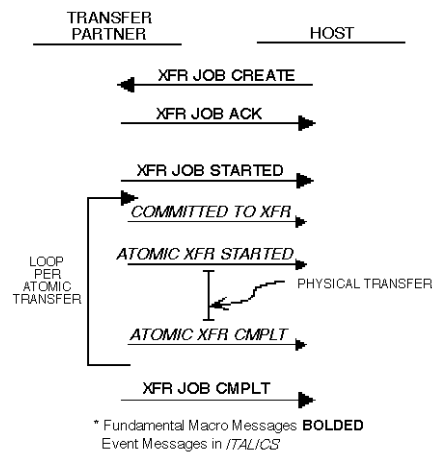 TRANSFER
PARTNER
HOST
XFR JOB CREATE
XFR JOB ACK
XFR JOB STARTED
COMMITTED TO XFR
ATOMIC XFR STARTED
LOOP
PER
ATOMIC
TRANSFER
PHYSICAL TRANSFER
ATOMIC XFR CMPLT
XFR JOB CMPLT
* Fundamental Macro Messages BOLDED
Event Messages in ITALICS